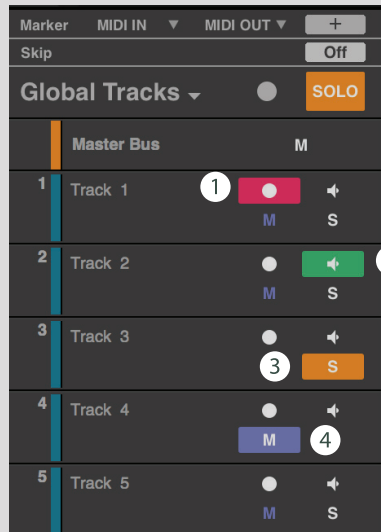 Marker MIDI IN MIDI OUT +
Skip Off
Global Tracks SOLO
Master Bus M
1 Track 1 1
M S
2 Track 2
M S
3 Track 3
3 S
4 Track 4
M 4
5 Track 5
M S